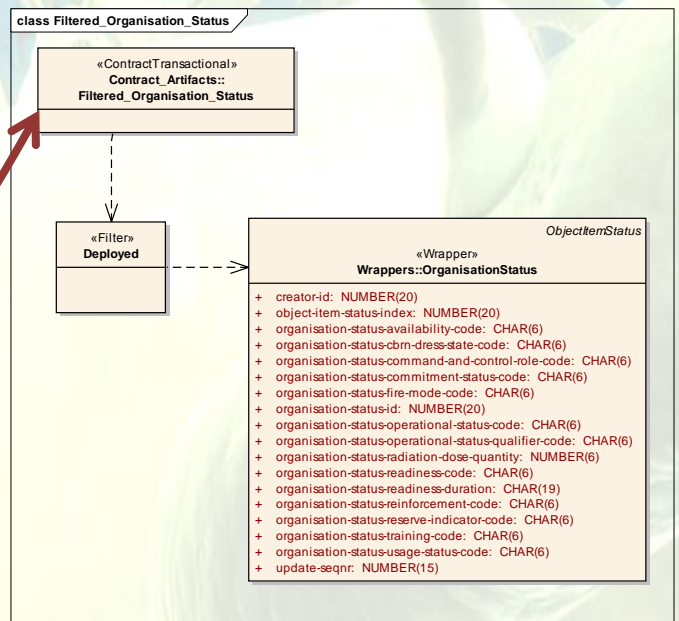 class Filtered_Organisation_Status
«ContractTransactional»
Contract_Artifacts::
Filtered_Organisation_Status
«Filter»
Deployed
ObjectItemStatus
«Wrapper»
Wrappers::OrganisationStatus
+ creator-id: NUMBER(20)
+ object-item-status-index: NUMBER(20)
+ organisation-status-availability-code: CHAR(6)
+ organisation-status-cbrn-dress-state-code: CHAR(6)
+ organisation-status-command-and-control-role-code: CHAR(6)
+ organisation-status-commitment-status-code: CHAR(6)
+ organisation-status-fire-mode-code: CHAR(6)
+ organisation-status-id: NUMBER(20)
+ organisation-status-operational-status-code: CHAR(6)
+ organisation-status-operational-status-qualifier-code: CHAR(6)
+ organisation-status-radiation-dose-quantity: NUMBER(6)
+ organisation-status-readiness-code: CHAR(6)
+ organisation-status-readiness-duration: CHAR(19)
+ organisation-status-reinforcement-code: CHAR(6)
+ organisation-status-reserve-indicator-code: CHAR(6)
+ organisation-status-training-code: CHAR(6)
+ organisation-status-usage-status-code: CHAR(6)
+ update-seqnr: NUMBER(15)